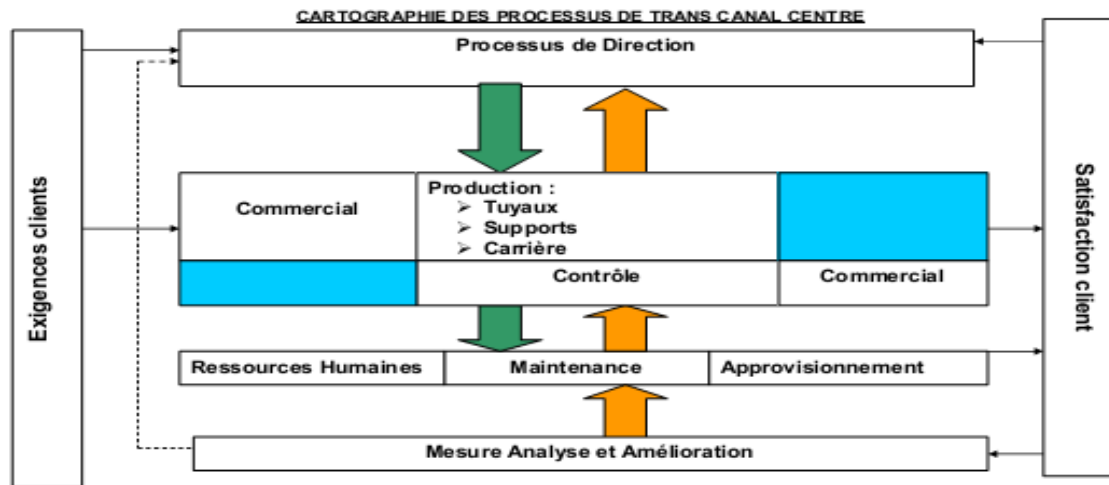 CARTOGRAPHIE DES PROCESSUS DE TRANS CANAL CENTRE
Processus de Direction
Exigences clients
Commercial
Production :
➢ Tuyaux
➢ Supports
➢ Carrière
Contrôle
Commercial
Satisfaction client
Ressources Humaines
Maintenance
Approvisionnement
Mesure Analyse et Amélioration